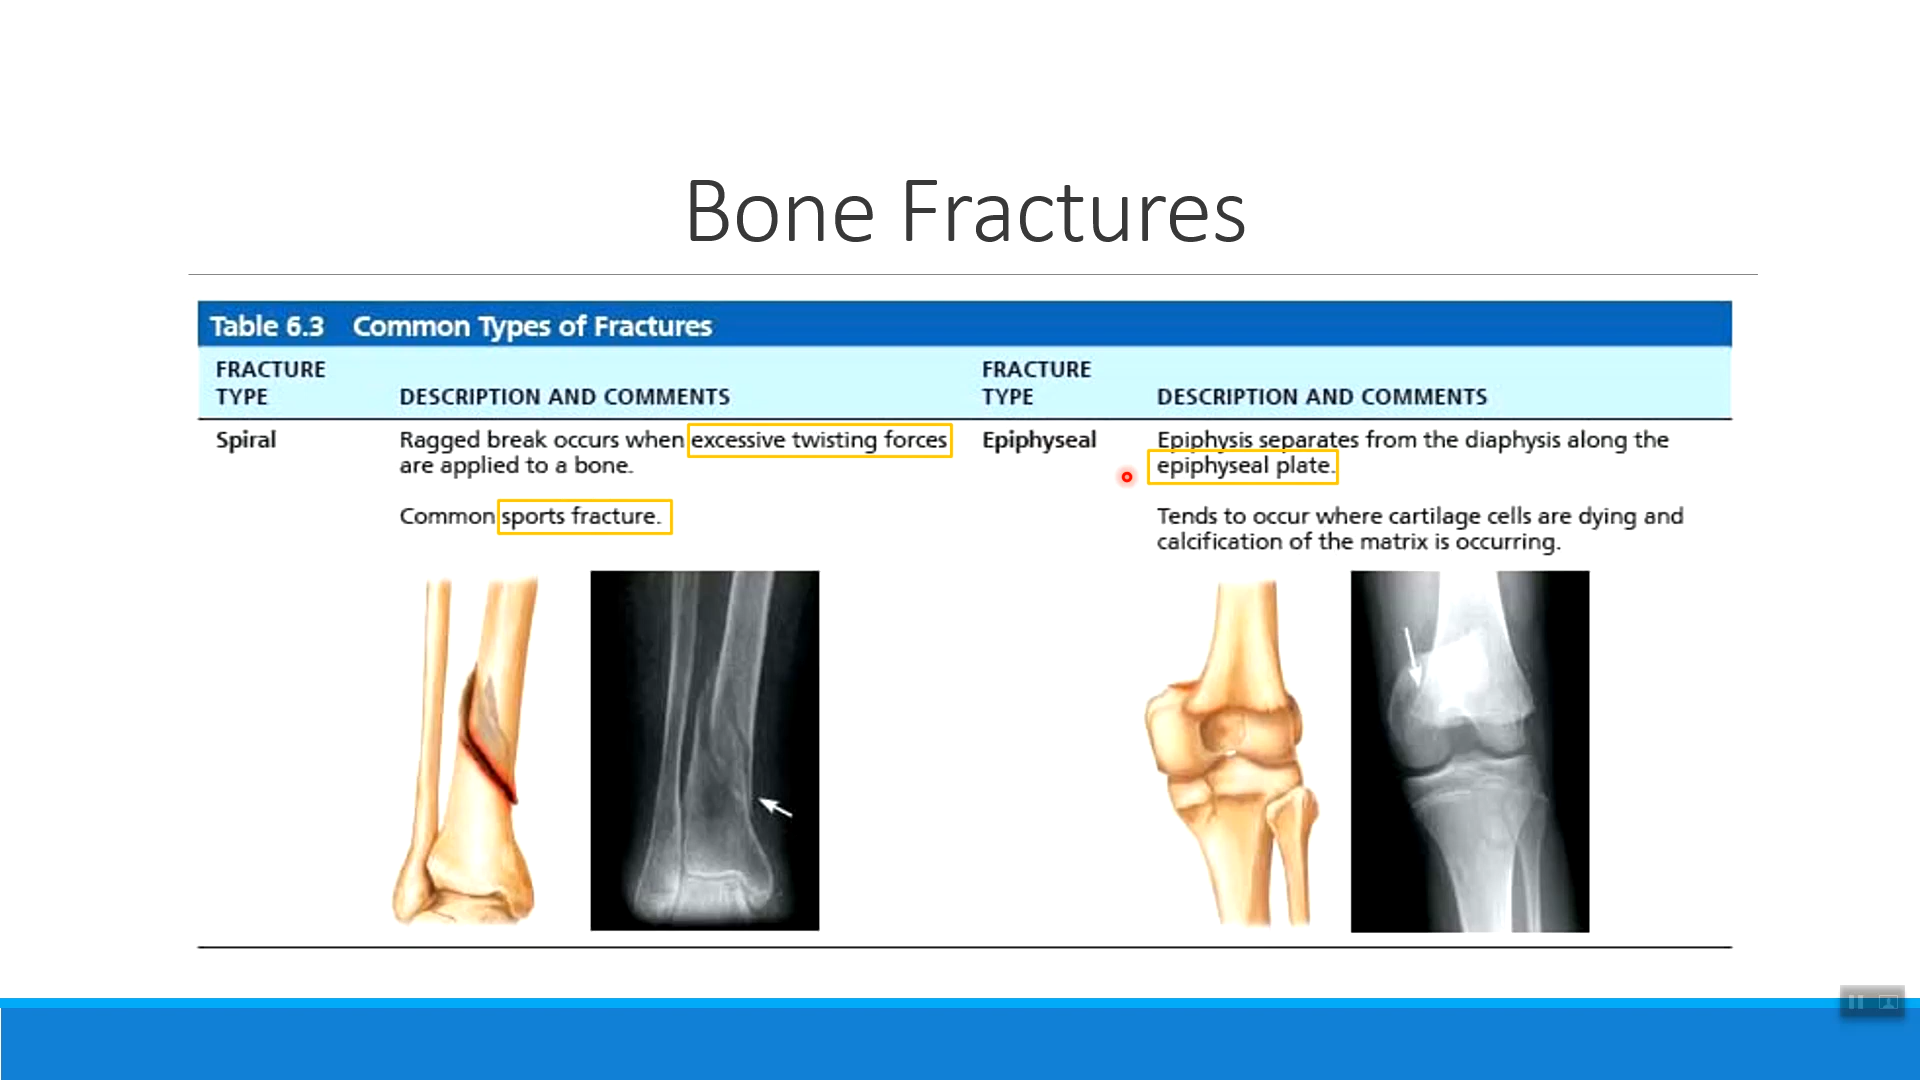 Bone Fractures
Table 6.3 Common Types of Fractures
FRACTURE
TYPE
DESCRIPTION AND COMMENTS
FRACTURE
TYPE
DESCRIPTION AND COMMENTS
Spiral
Ragged break occurs when excessive twisting forces
are applied to a bone.
Common sports fracture.
Epiphyseal
Epiphysis separates from the diaphysis along the
epiphyseal plate.
Tends to occur where cartilage cells are dying and
calcification of the matrix is occurring.